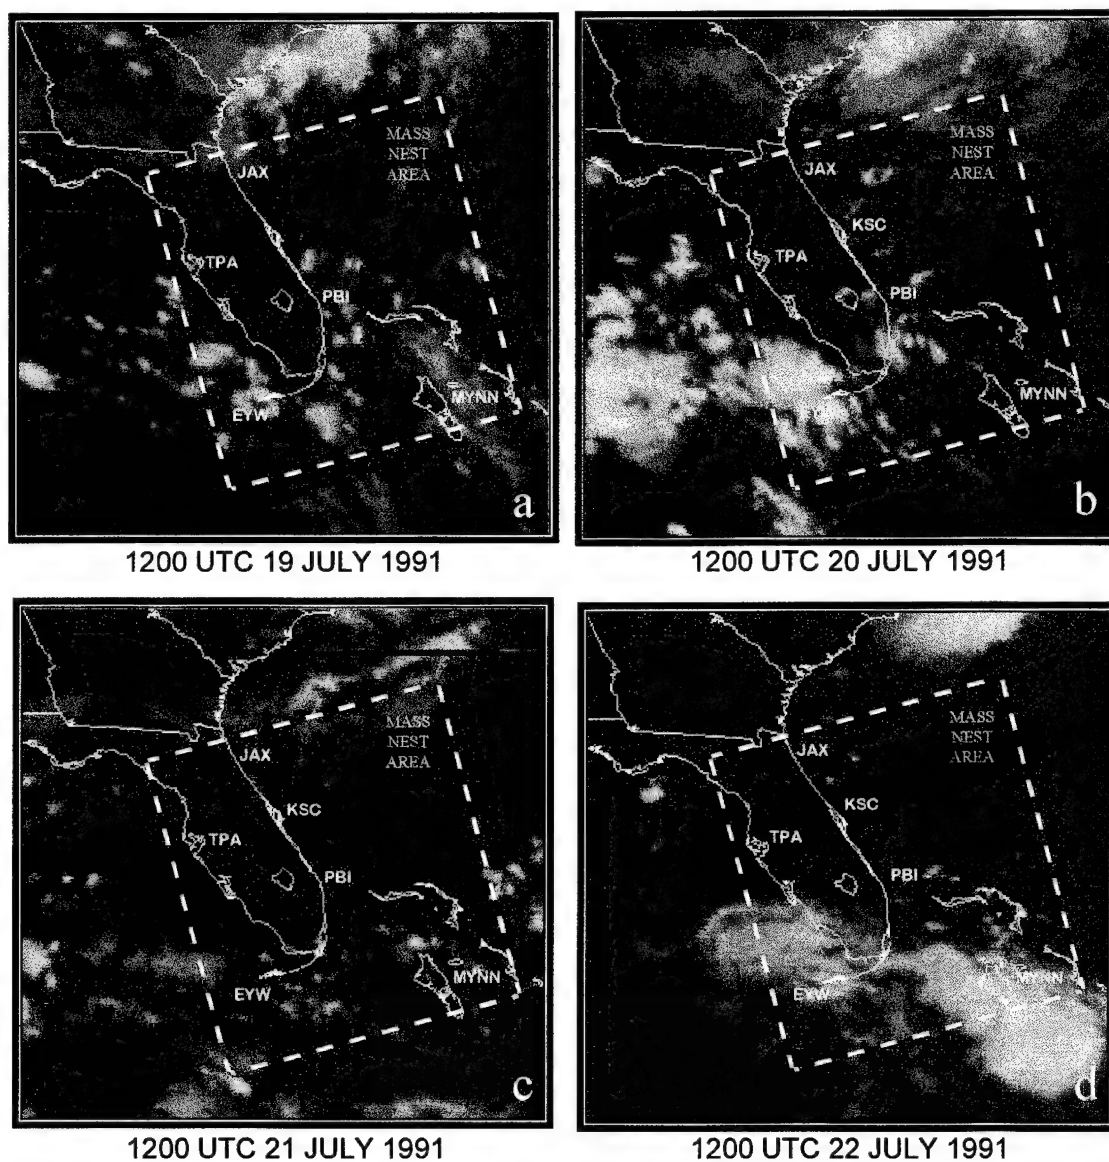 MASS
NEST
AREA
JAX
TPA
PBI
EYW
MYNN
a
1200 UTC 19 JULY 1991
MASS
NEST
AREA
JAX
KSC
TPA
PBI
MYNN
b
1200 UTC 20 JULY 1991
MASS
NEST
AREA
JAX
KSC
TPA
PBI
MYNN
EYW
c
1200 UTC 21 JULY 1991
MASS
NEST
AREA
JAX
KSC
TPA
PBI
MYNN
EYW
d
1200 UTC 22 JULY 1991